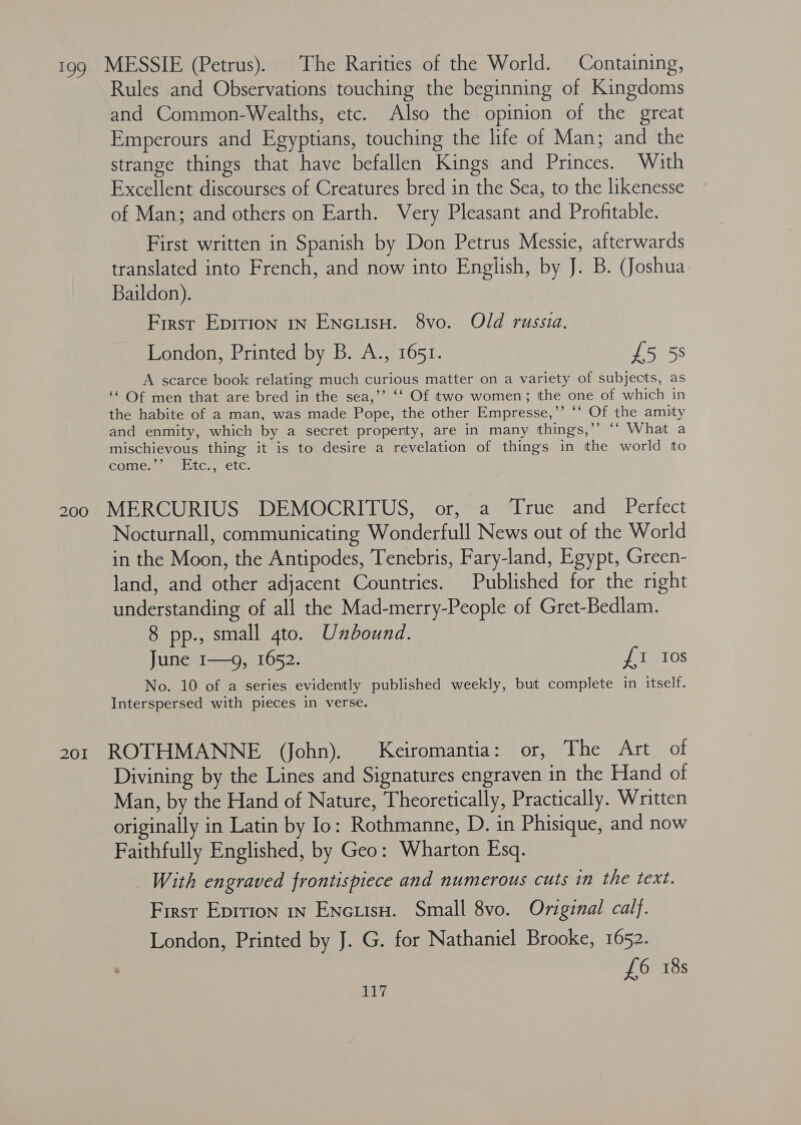 199 MESSIE (Petrus). The Rarities of the World. Containing,
Rules and Observations touching the beginning of Kingdoms
and Common-Wealths, etc. Also the opinion of the great
Emperours and Egyptians, touching the life of Man; and the
strange things that have befallen Kings and Princes. With
Excellent discourses of Creatures bred in the Sea, to the likenesse
of Man; and others on Earth. Very Pleasant and Profitable.
First written in Spanish by Don Petrus Messie, afterwards
translated into French, and now into English, by J. B. (Joshua
Baildon).
First Edition in English. 8vo. Old russia.
London, Printed by B. A., 1651. £5 5s
A scarce book relating much curious matter on a variety of subjects, as
‘‘ Of men that are bred in the sea,’’ ‘‘ Of two women; the one of which in
the habite of a man, was made Pope, the other Empresse,’’ ‘‘ Of the amity
and enmity, which by a secret property, are in many things,’’ ‘‘ What a
mischievous thing it is to desire a revelation of things in the world to
come.’’ Etc., etc.
200 MERCURIUS DEMOCRITUS, or, a True and Perfect
Nocturnall, communicating Wonderfull News out of the World
in the Moon, the Antipodes, Tenebris, Fary-land, Egypt, Green-
land, and other adjacent Countries. Published for the right
understanding of all the Mad-merry-People of Gret-Bedlam.
8 pp., small 4to. Unbound.
June 1—9, 1652. £1 10s
No. 10 of a series evidently published weekly, but complete in itself.
Interspersed with pieces in verse.
201 ROTHMANNE (John). Keiromantia: or, The Art of
Divining by the Lines and Signatures engraven in the Hand of
Man, by the Hand of Nature, Theoretically, Practically. Written
originally in Latin by Io: Rothmanne, D. in Phisique, and now
Faithfully Englished, by Geo: Wharton Esq.
With engraved frontispiece and numerous cuts in the text.
First Edition in English. Small 8vo. Original calf.
London, Printed by J. G. for Nathaniel Brooke, 1652.
£6 18s
117